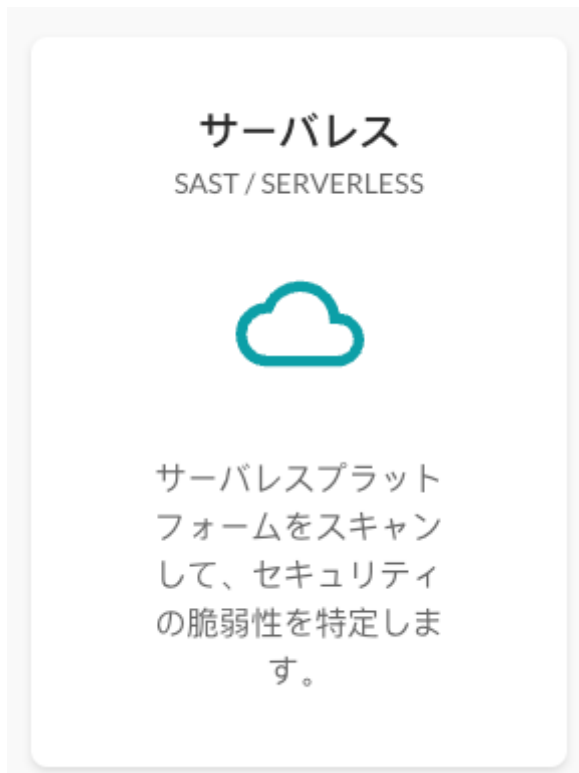 サーバレス
SAST / SERVERLESS
サーバレスプラット
フォームをスキャン
して、セキュリティ
の脆弱性を特定しま
す。